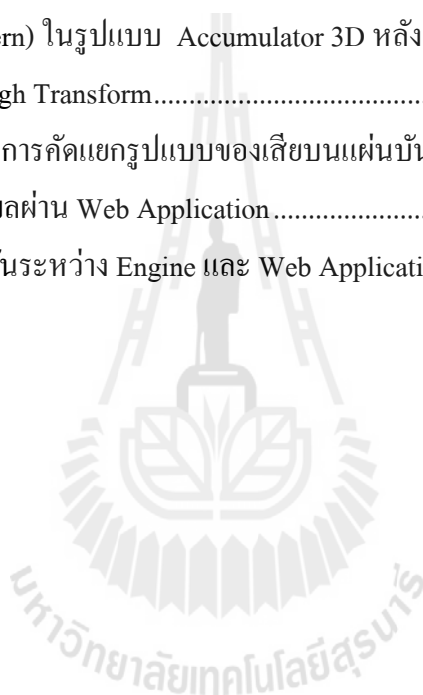 ern) ในรูปแบบ Accumulator 3D หลัง
gh Transform.......................................
การคัดแยกรูปแบบของเสียบนแผ่นบัน
ผลผ่าน Web Application.......................
ันระหว่าง Engine และ Web Applicati
มหาวิทยาลัยเทคโนโลยีสุรนารี